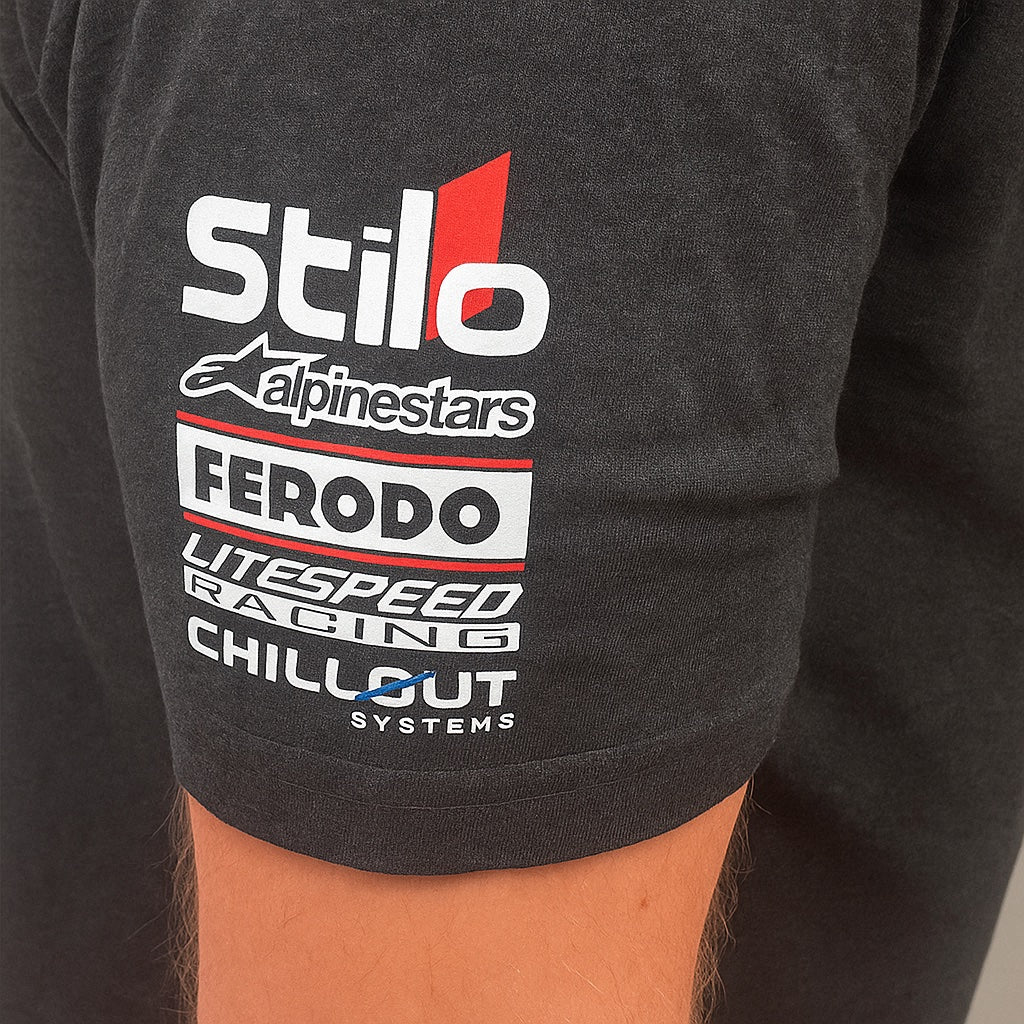 Stilo
alpinestars
FERODO
LITESPEED
RACING
CHILLOUT
SYSTEMS